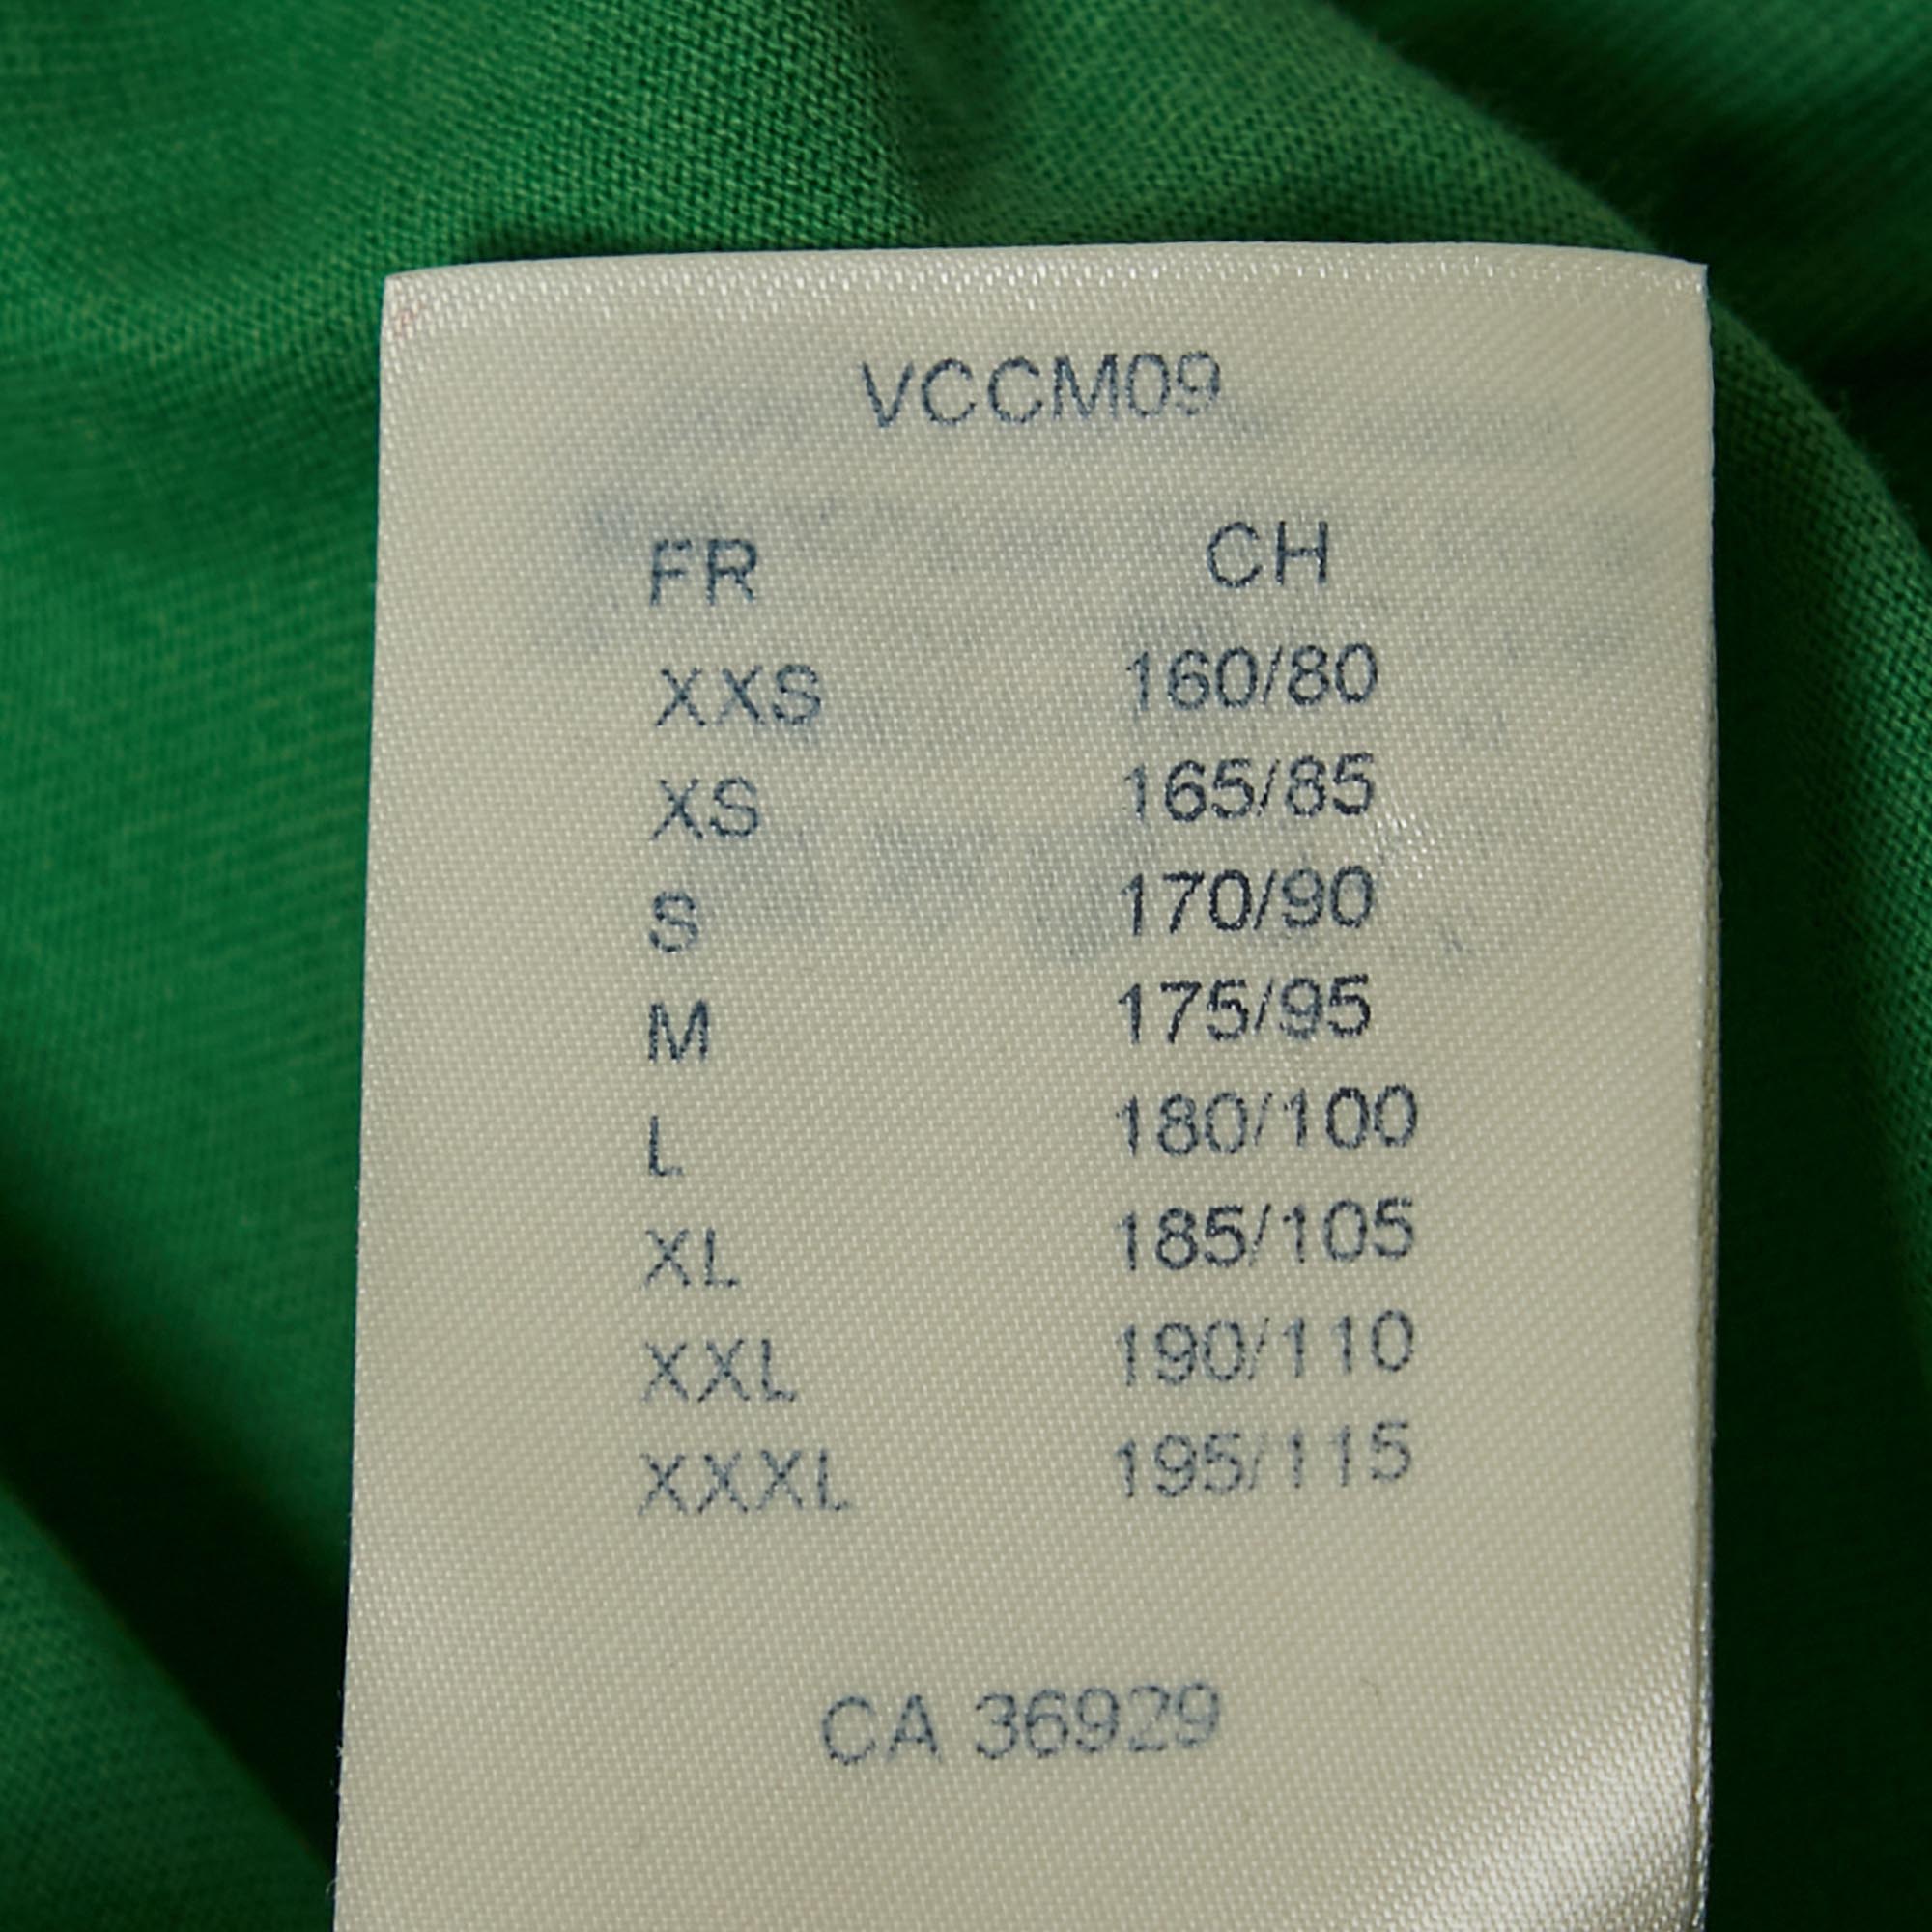 VCCM09
FR CH
XXS 160/80
XS 165/85
S 170/90
M 175/95
L 180/100
XL 185/105
XXL 190/110
XXXL 195/115
CA 36929